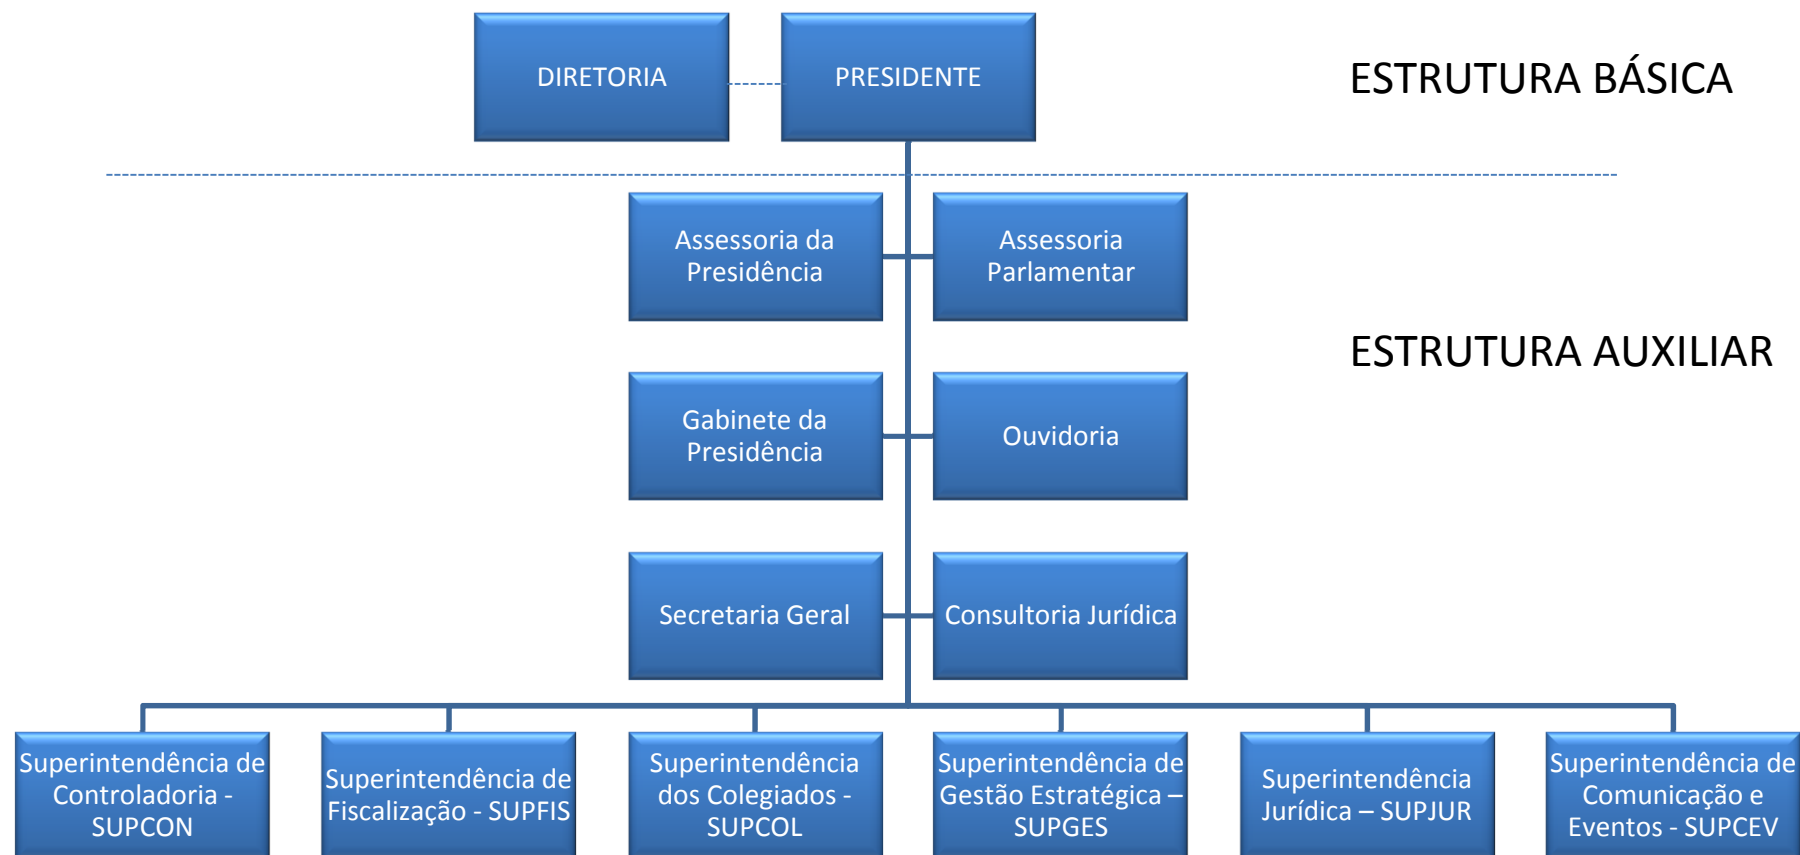 DIRETORIA
PRESIDENTE
ESTRUTURA BÁSICA
Assessoria da
Presidência
Assessoria
Parlamentar
ESTRUTURA AUXILIAR
Gabinete da
Presidência
Ouvidoria
Secretaria Geral
Consultoria Jurídica
Superintendência de
Controladoria -
SUPCON
Superintendência de
Fiscalização - SUPFIS
Superintendência
dos Colegiados -
SUPCOL
Superintendência de
Gestão Estratégica –
SUPGES
Superintendência
Jurídica – SUPJUR
Superintendência de
Comunicação e
Eventos - SUPCEV